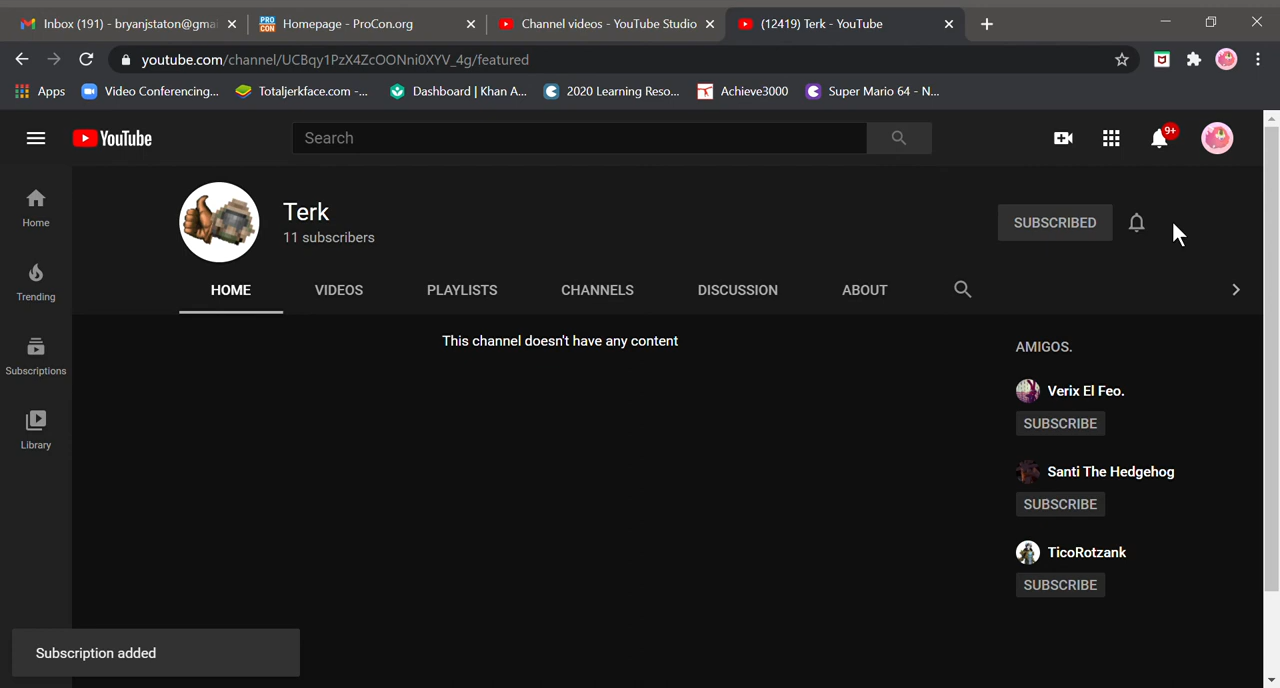 Inbox (191) - bryanjstaton@gma
PRO CON Homepage - ProCon.org
Channel videos - YouTube Studio
(12419) Terk - YouTube
youtube.com/channel/UCBqy1PzX4ZcOONni0XYV_4g/featured
Apps
Video Conferencing...
Totaljerkface.com -...
Dashboard | Khan A...
2020 Learning Reso...
Achieve3000
Super Mario 64 - N...
YouTube
Search
9+
Home
Trending
Subscriptions
Library
Terk
11 subscribers
SUBSCRIBED
HOME
VIDEOS
PLAYLISTS
CHANNELS
DISCUSSION
ABOUT
This channel doesn't have any content
AMIGOS.
Verix El Feo.
SUBSCRIBE
Santi The Hedgehog
SUBSCRIBE
TicoRotzank
SUBSCRIBE
Subscription added